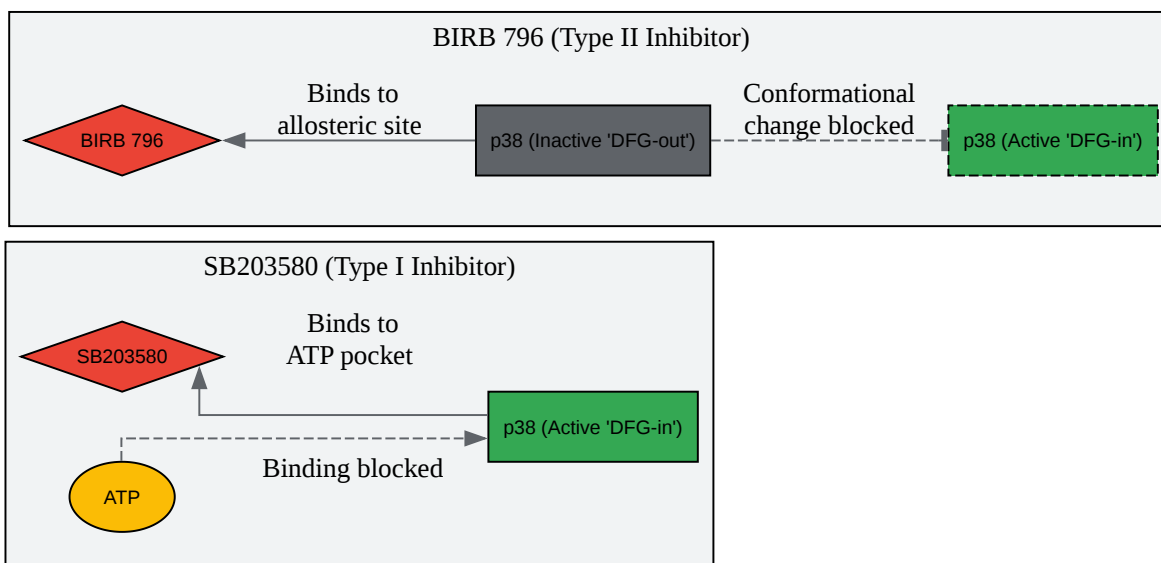 BIRB 796 (Type II Inhibitor)
Binds to
allosteric site
Conformational
change blocked
BIRB 796
p38 (Inactive 'DFG-out')
p38 (Active 'DFG-in')
SB203580 (Type I Inhibitor)
Binds to
ATP pocket
SB203580
p38 (Active 'DFG-in')
Binding blocked
ATP